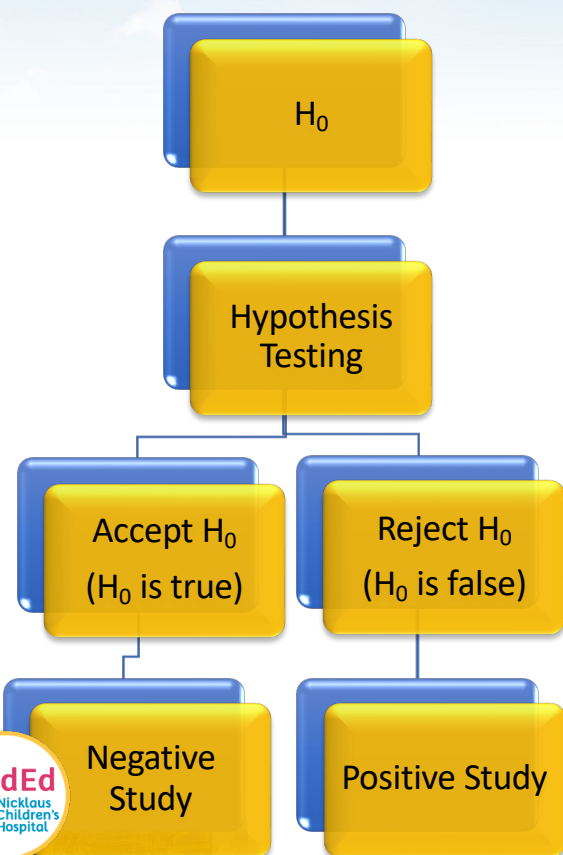 H₀
Hypothesis
Testing
Accept H₀
(H₀ is true)
Reject H₀
(H₀ is false)
Negative
Study
Positive Study
dEd
Nicklaus
Children's
Hospital